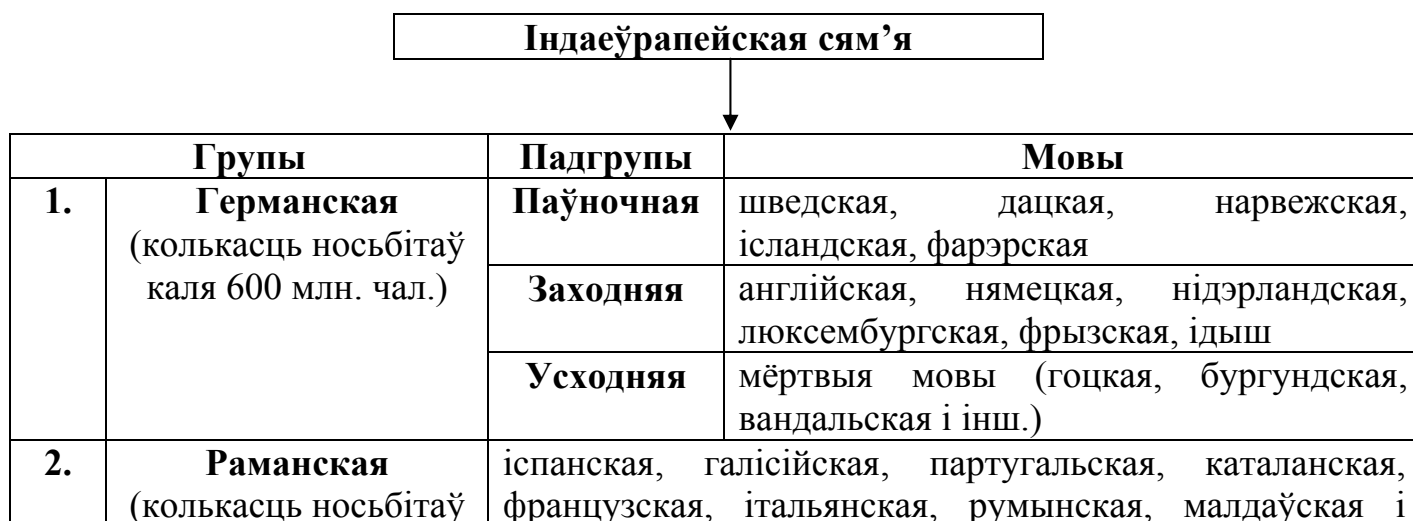 Індаеўрапейская сям’я
Групы Падгрупы Мовы
1. Германская Паўночная шведская, дацкая, нарвежская,
(колькасць носьбітаў ісландская, фарэрская
каля 600 млн. чал.) Заходняя англійская, нямецкая, нідэрландская,
люксембургская, фрызская, ідыш
Усходняя мёртвыя мовы (гоцкая, бургундская,
вандальская і інш.)
2. Раманская іспанская, галісійская, партугальская, каталанская,
(колькасць носьбітаў французская, італьянская, румынская, малдаўская і